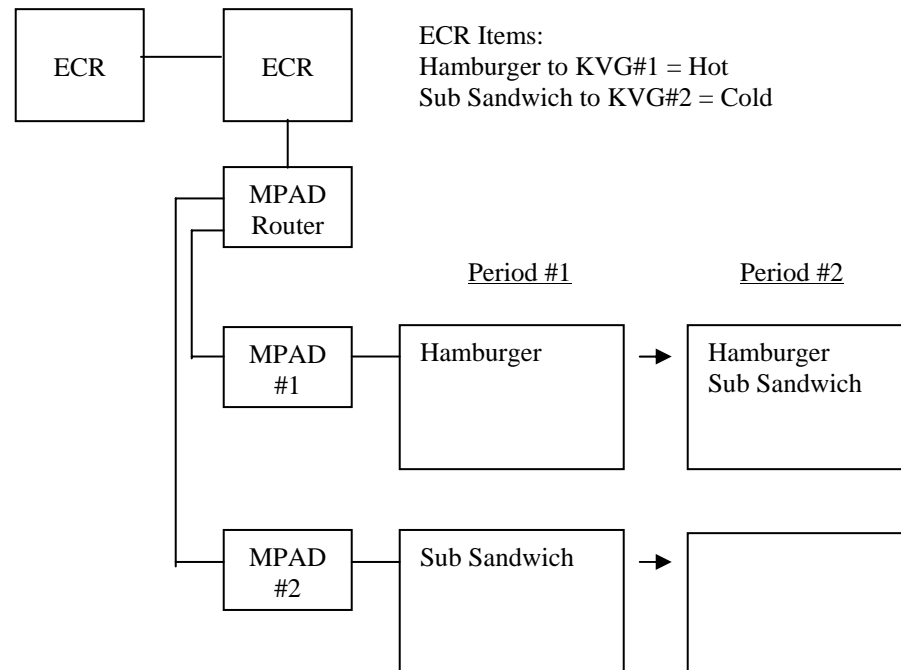 ECR
ECR
ECR Items:
Hamburger to KVG#1 = Hot
Sub Sandwich to KVG#2 = Cold
MPAD
Router
Period #1
Period #2
MPAD
#1
Hamburger
Hamburger
Sub Sandwich
MPAD
#2
Sub Sandwich